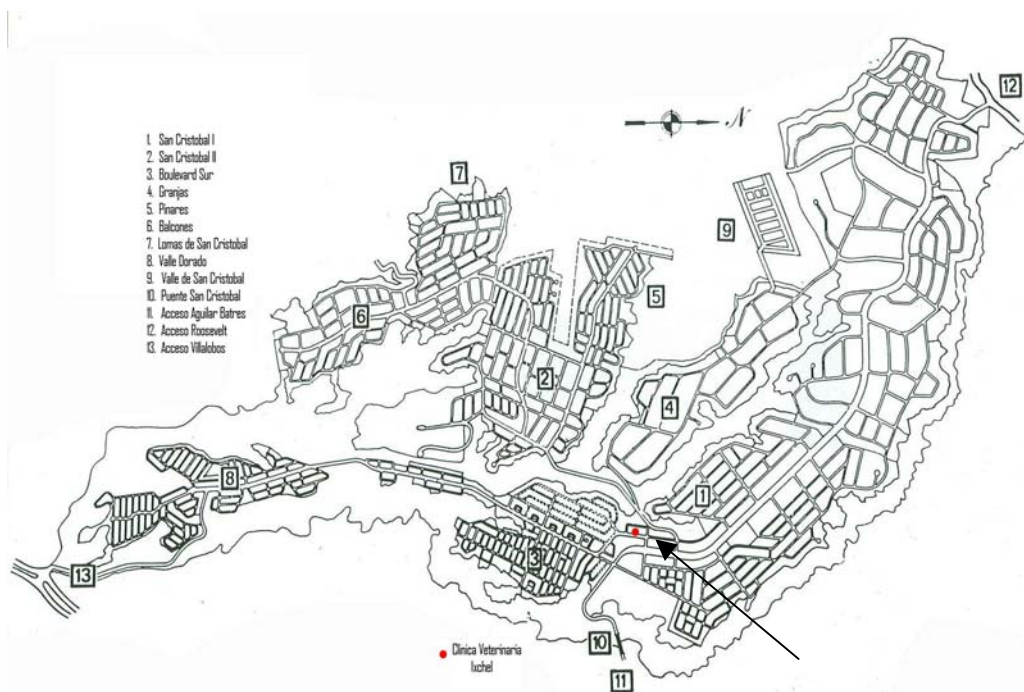 1. San Cristobal I
2. San Cristobal II
3. Boulevard Sur
4. Granjas
5. Pinares
6. Balcones
7. Lomas de San Cristobal
8. Valle Dorado
9. Valle de San Cristobal
10. Puente San Cristobal
11. Acceso Aguilar Batres
12. Acceso Roosevelt
13. Acceso Villalobos
N
12
7
9
5
6
2
4
1
8
3
13
10
11
Clinica Veterinaria
Ixchel